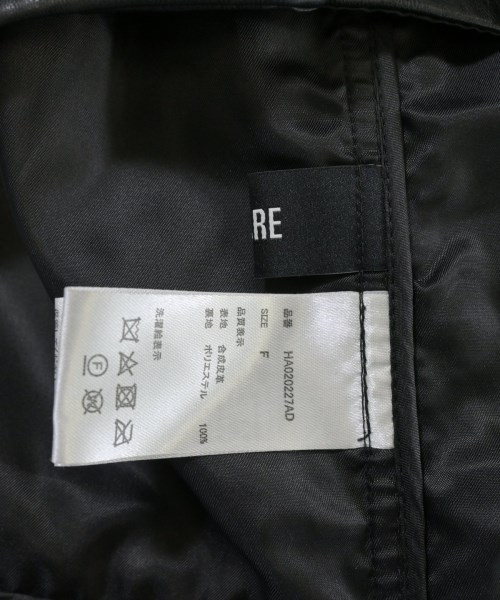 RE
品番 HA020227AD
SIZE F
品質表示
表地 合成皮革
裏地 ポリエステル 100%
洗濯絵表示
F
W